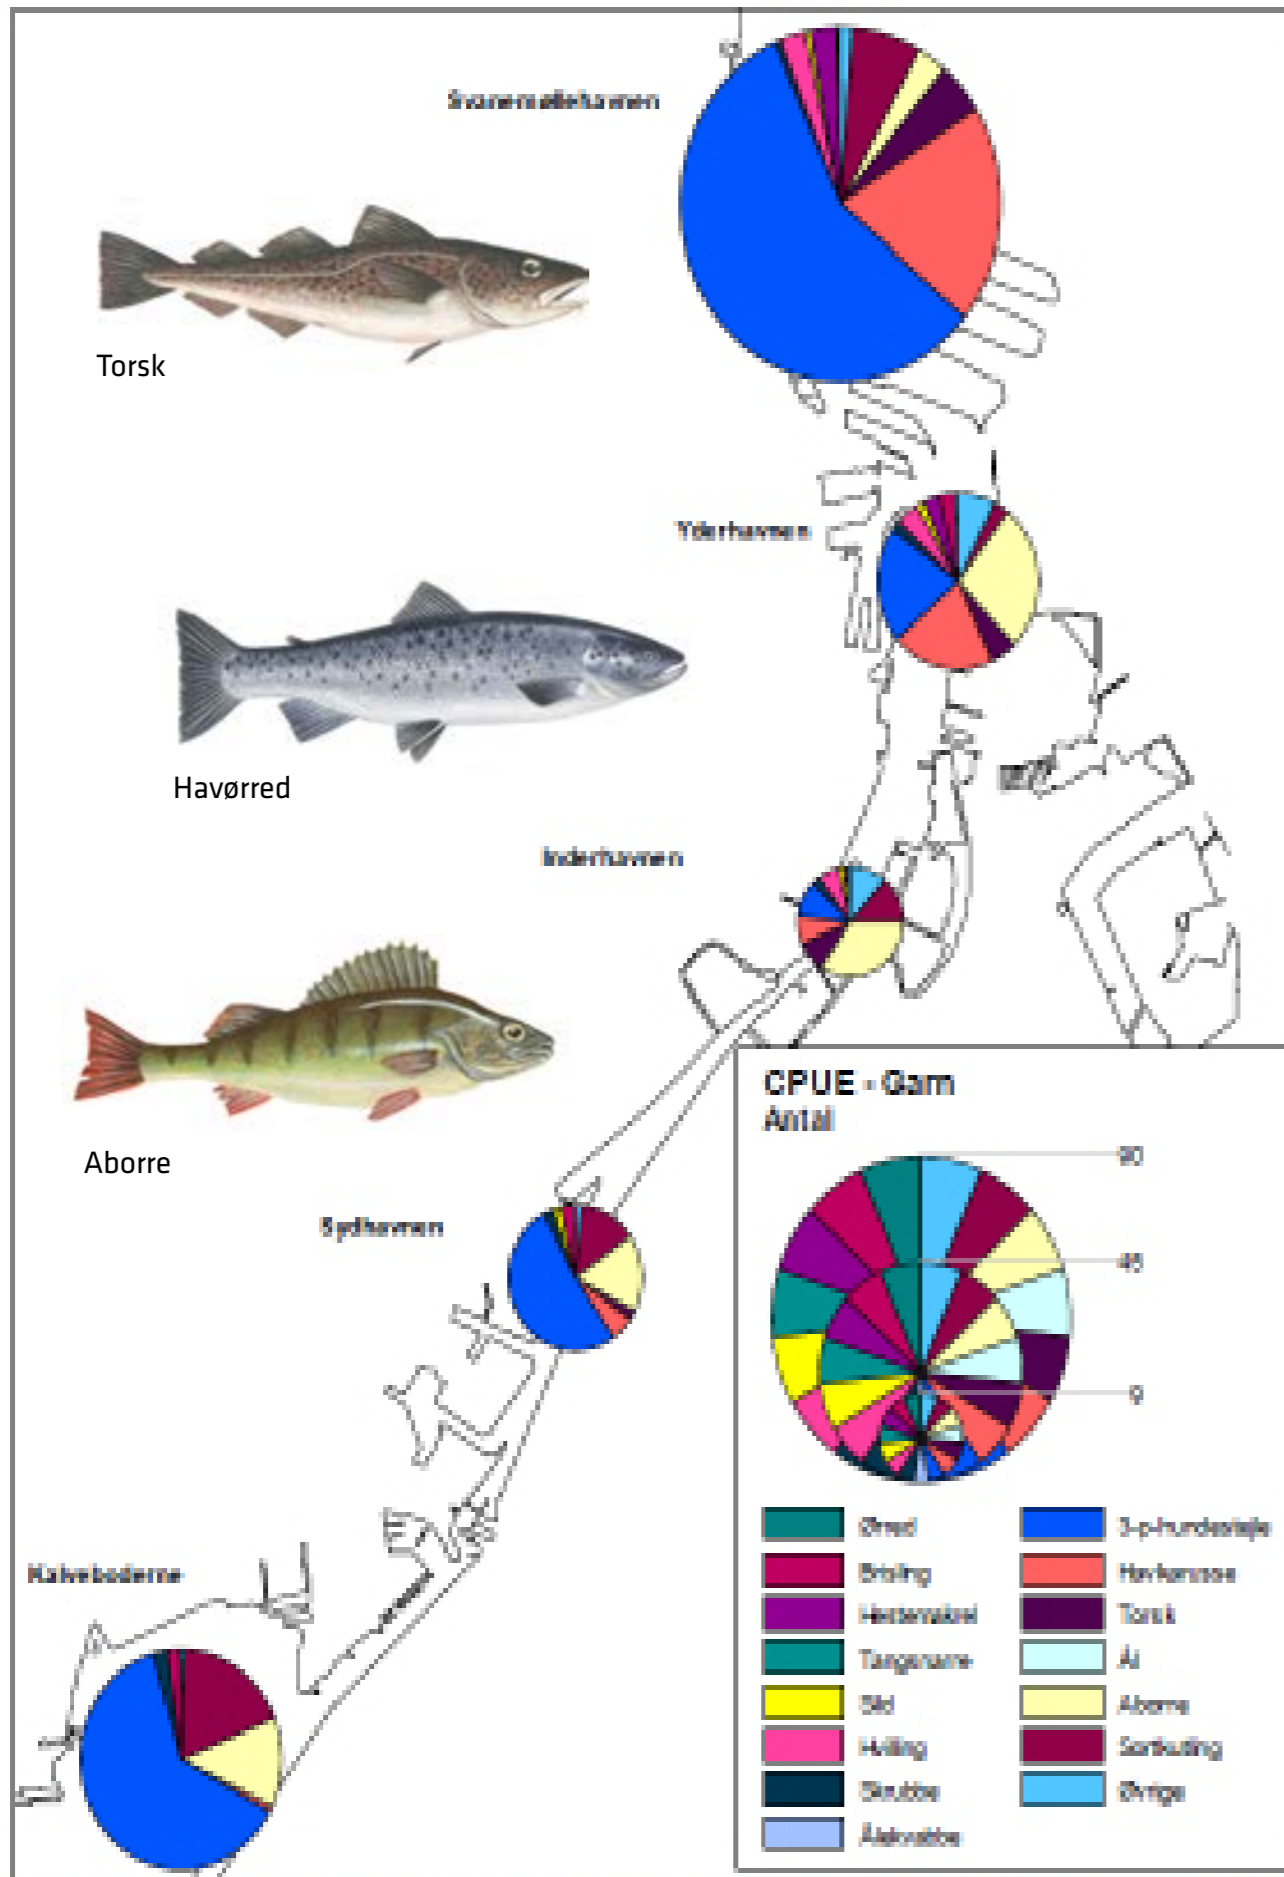 Svanemøllehavnen
Torsk
Yderhavnen
Havørred
Inderhavnen
Aborre
Sydhavnen
Kalveboderne
CPUE - Garn
Antal
90
45
9
Ørred
3-p-hundestejle
Brisling
Havkarusse
Hestemakrel
Torsk
Tangsnarre
Ål
Sild
Aborre
Hvilling
Sortkutling
Skrubbe
Øvrige
Ålekvabbe